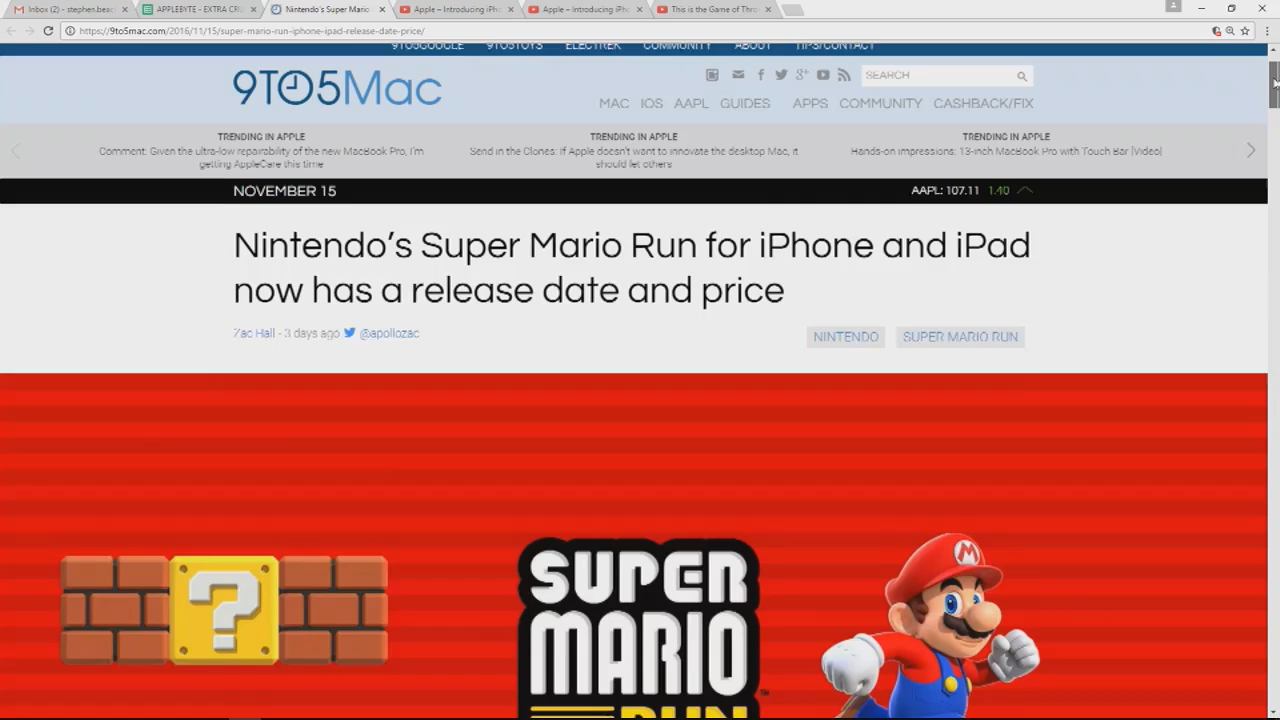 Inbox (2) - stephen.bea
APPLEBYTE - EXTRA CRU
Nintendo's Super Mario
Apple – Introducing iPh
Apple – Introducing iPh
This is the Game of Thro
https://9to5mac.com/2016/11/15/super-mario-run-iphone-ipad-release-date-price/
9TO5GOOGLE 9TO5TOYS ELECTREK COMMUNITY ABOUT TIPS/CONTACT
9TO5Mac
SEARCH
MAC IOS AAPL GUIDES APPS COMMUNITY CASHBACK/FIX
TRENDING IN APPLE
Comment: Given the ultra-low repairability of the new MacBook Pro, I'm
getting AppleCare this time
TRENDING IN APPLE
Send in the Clones: If Apple doesn't want to innovate the desktop Mac, it
should let others
TRENDING IN APPLE
Hands-on impressions: 13-inch MacBook Pro with Touch Bar [Video]
NOVEMBER 15
AAPL: 107.11 1.40
Nintendo's Super Mario Run for iPhone and iPad
now has a release date and price
Zac Hall - 3 days ago @apollozac
NINTENDO SUPER MARIO RUN
?
M
SUPER
MARIO
RUN
TM